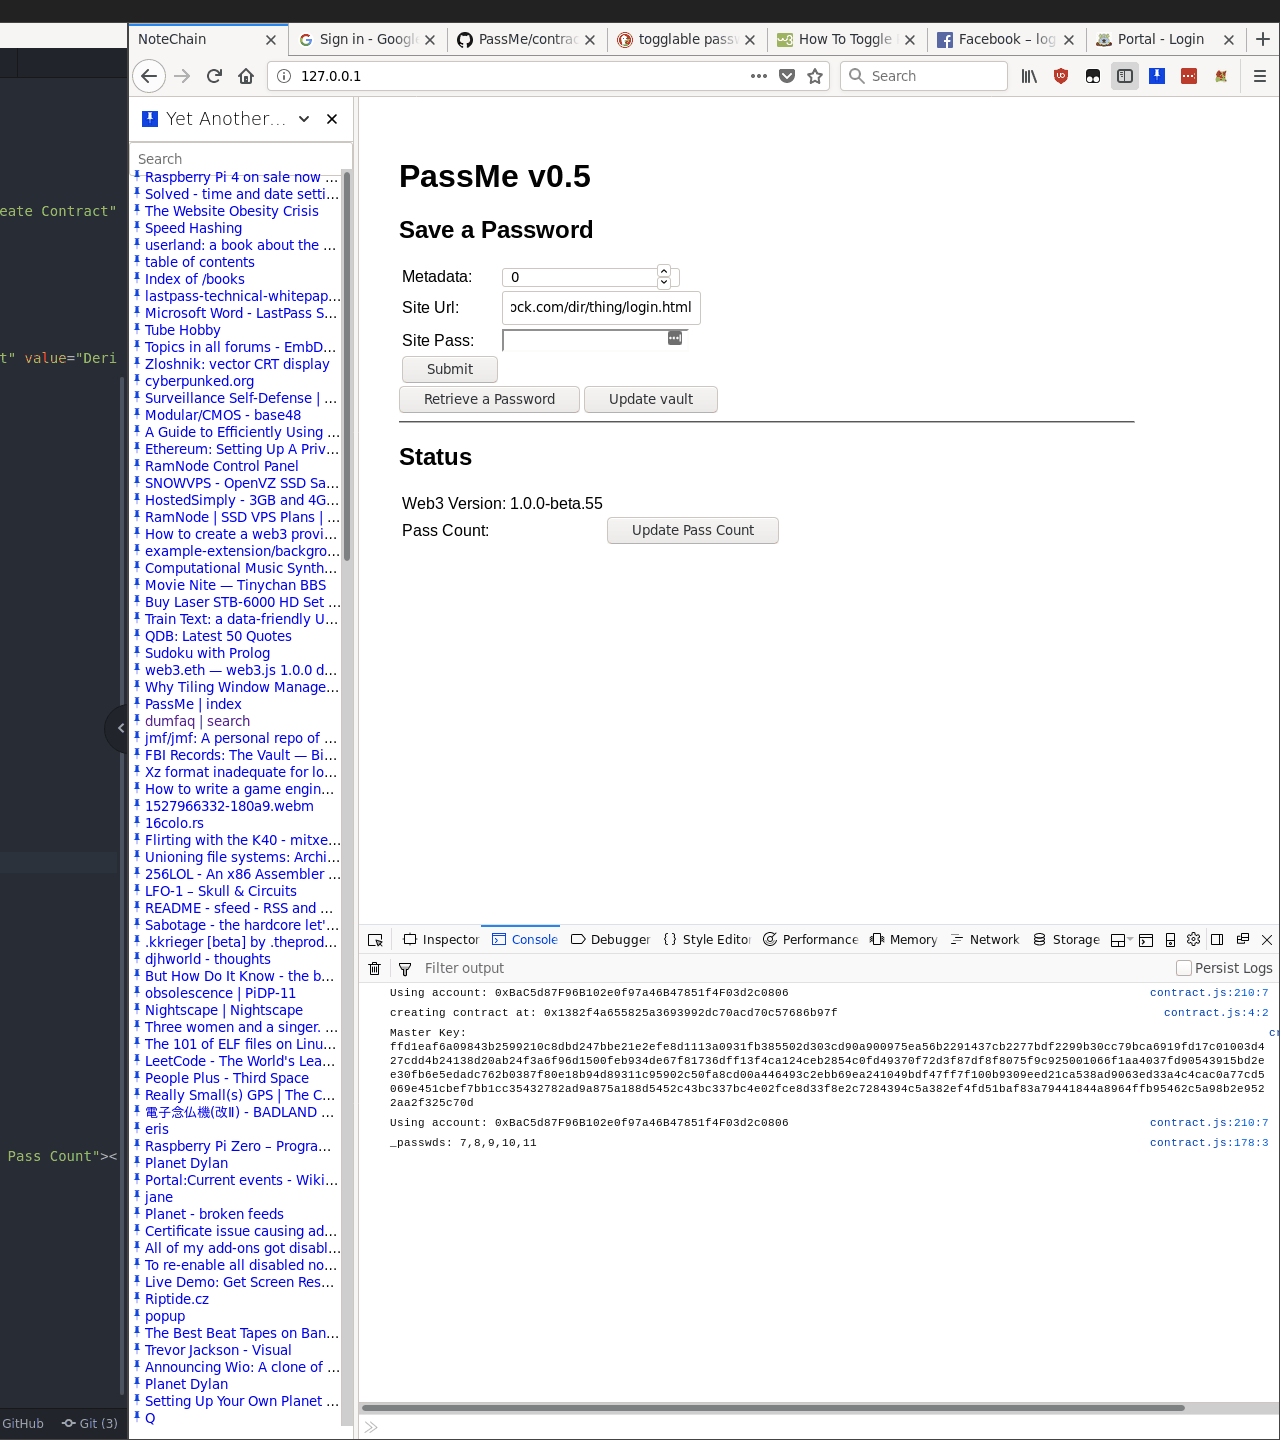 NoteChain
Sign in - Googl
PassMe/contrac
togglable passw
How To Toggle
Facebook – log
Portal - Login
127.0.0.1
Search
Yet Another...
Search
eate Contract"
t" value="Deri
Pass Count"><
GitHub
Git (3)
Raspberry Pi 4 on sale now ...
Solved - time and date setti...
The Website Obesity Crisis
Speed Hashing
userland: a book about the ...
table of contents
Index of /books
lastpass-technical-whitepap...
Microsoft Word - LastPass S...
Tube Hobby
Topics in all forums - EmbD...
Zloshnik: vector CRT display
cyberpunked.org
Surveillance Self-Defense | ...
Modular/CMOS - base48
A Guide to Efficiently Using ...
Ethereum: Setting Up A Priv...
RamNode Control Panel
SNOWVPS - OpenVZ SSD Sa...
HostedSimply - 3GB and 4G...
RamNode | SSD VPS Plans | ...
How to create a web3 provi...
example-extension/backgro...
Computational Music Synth...
Movie Nite — Tinychan BBS
Buy Laser STB-6000 HD Set ...
Train Text: a data-friendly U...
QDB: Latest 50 Quotes
Sudoku with Prolog
web3.eth — web3.js 1.0.0 d...
Why Tiling Window Manage...
PassMe | index
dumfaq | search
jmf/jmf: A personal repo of ...
FBI Records: The Vault — Bi...
Xz format inadequate for lo...
How to write a game engin...
1527966332-180a9.webm
16colo.rs
Flirting with the K40 - mitxe...
Unioning file systems: Archi...
256LOL - An x86 Assembler ...
LFO-1 – Skull & Circuits
README - sfeed - RSS and ...
Sabotage - the hardcore let'...
.kkrieger [beta] by .theprod...
djhworld - thoughts
But How Do It Know - the b...
obsolescence | PiDP-11
Nightscape | Nightscape
Three women and a singer. ...
The 101 of ELF files on Linu...
LeetCode - The World's Lea...
People Plus - Third Space
Really Small(s) GPS | The C...
電子念仏機(改Ⅱ) - BADLAND ...
eris
Raspberry Pi Zero – Progra...
Planet Dylan
Portal:Current events - Wiki...
jane
Planet - broken feeds
Certificate issue causing ad...
All of my add-ons got disabl...
To re-enable all disabled no...
Live Demo: Get Screen Res...
Riptide.cz
popup
The Best Beat Tapes on Ban...
Trevor Jackson - Visual
Announcing Wio: A clone of ...
Planet Dylan
Setting Up Your Own Planet ...
Q
PassMe v0.5
Save a Password
Metadata: 0
Site Url: ock.com/dir/thing/login.html
Site Pass:
Submit
Retrieve a Password Update vault
Status
Web3 Version: 1.0.0-beta.55
Pass Count: Update Pass Count
Inspector Console Debugger Style Editor Performance Memory Network Storage
Filter output Persist Logs
Using account: 0xBaC5d87F96B102e0f97a46B47851f4F03d2c0806 contract.js:210:7
creating contract at: 0x1382f4a655825a3693992dc70acd70c57686b97f contract.js:4:2
Master Key: cr
ffd1eaf6a09843b2599210c8dbd247bbe21e2efe8d1113a0931fb385502d303cd90a900975ea56b2291437cb2277bdf2299b30cc79bca6919fd17c01003d4
27cdd4b24138d20ab24f3a6f96d1500feb934de67f81736dff13f4ca124ceb2854c0fd49370f72d3f87df8f8075f9c925001066f1aa4037fd90543915bd2e
e30fb6e5edadc762b0387f80e18b94d89311c95902c50fa8cd00a446493c2ebb69ea241049bdf47ff7f100b9309eed21ca538ad9063ed33a4c4cac0a77cd5
069e451cbef7bb1cc35432782ad9a875a188d5452c43bc337bc4e02fce8d33f8e2c7284394c5a382ef4fd51baf83a79441844a8964ffb95462c5a98b2e952
2aa2f325c70d
Using account: 0xBaC5d87F96B102e0f97a46B47851f4F03d2c0806 contract.js:210:7
_passwds: 7,8,9,10,11 contract.js:178:3